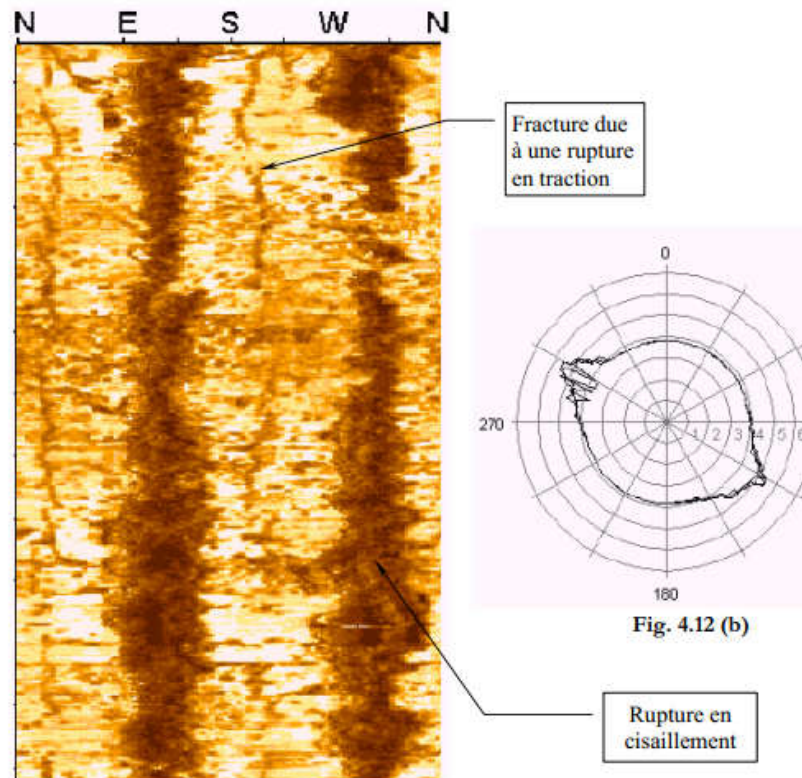 N E S W N
Fracture due
à une rupture
en traction
0
270
1 2 3 4 5 6
180
Fig. 4.12 (b)
Rupture en
cisaillement